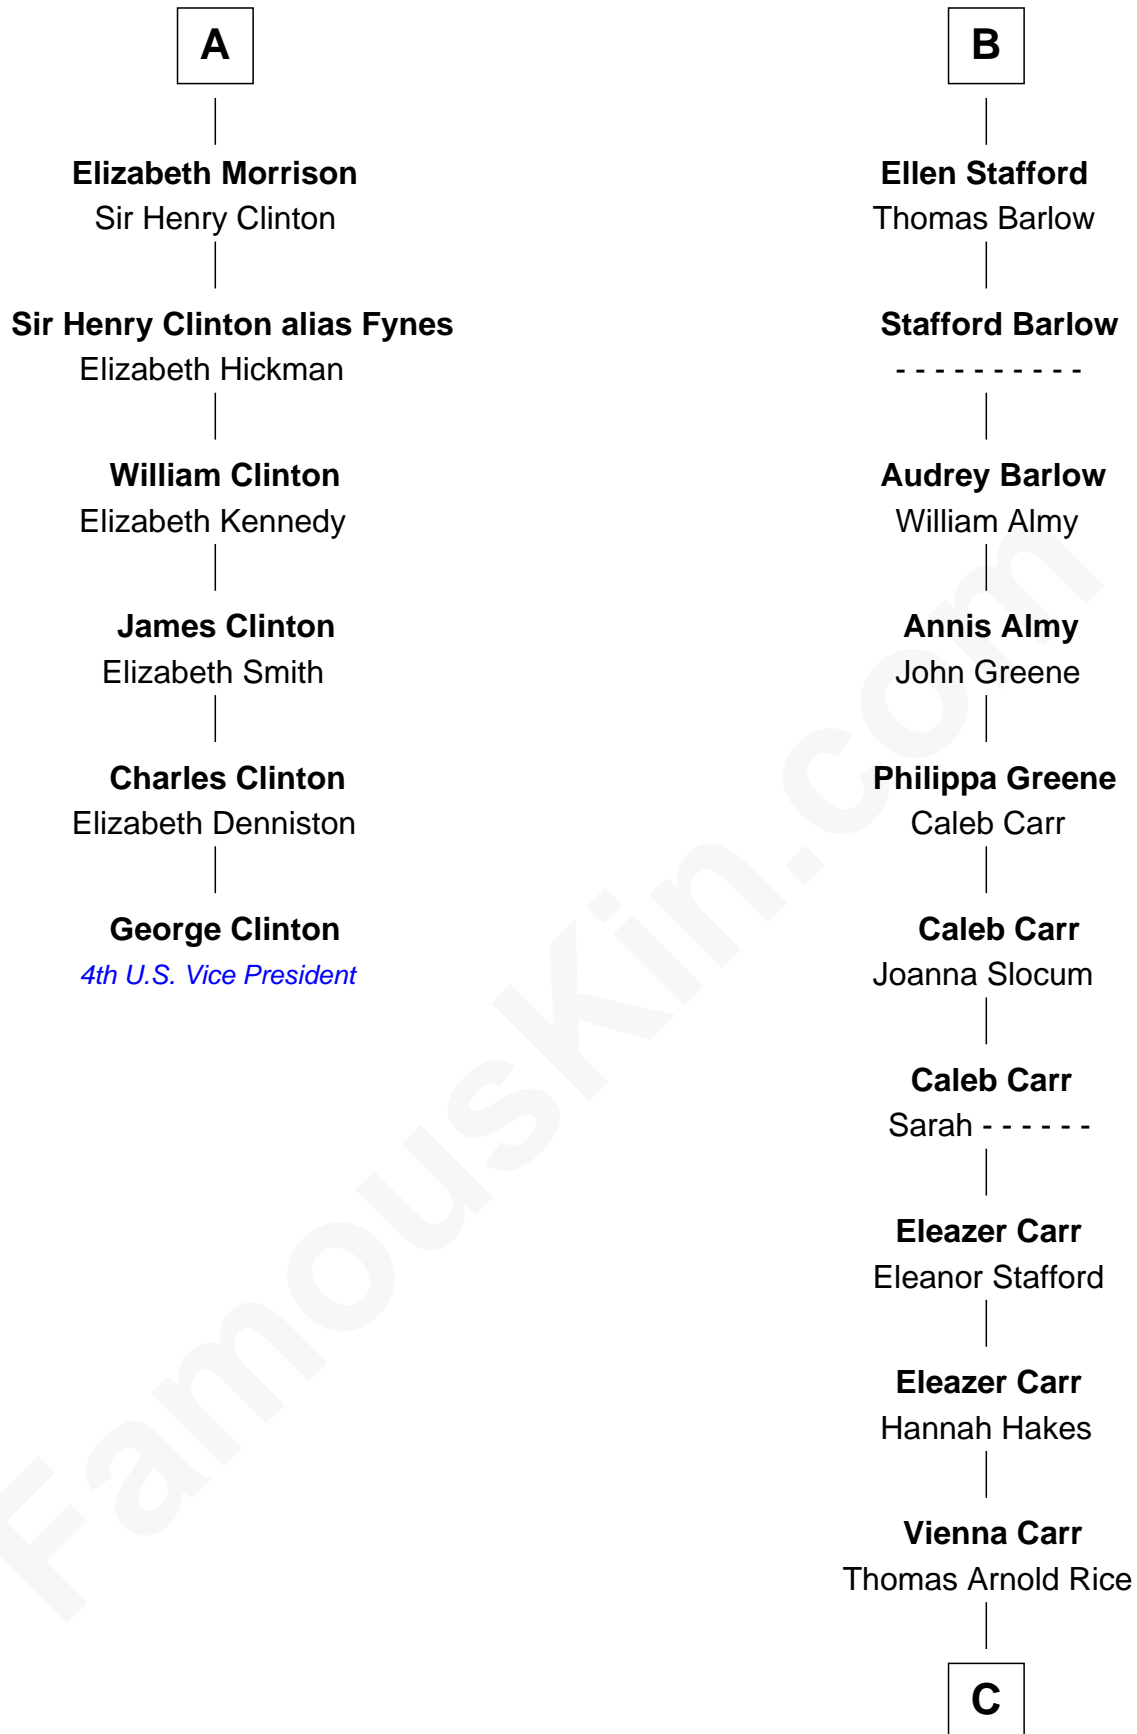 A
Elizabeth Morrison
Sir Henry Clinton
Sir Henry Clinton alias Fynes
Elizabeth Hickman
William Clinton
Elizabeth Kennedy
James Clinton
Elizabeth Smith
Charles Clinton
Elizabeth Denniston
George Clinton
4th U.S. Vice President
B
Ellen Stafford
Thomas Barlow
Stafford Barlow
- - - - - - - - - -
Audrey Barlow
William Almy
Annis Almy
John Greene
Philippa Greene
Caleb Carr
Caleb Carr
Joanna Slocum
Caleb Carr
Sarah - - - - - -
Eleazer Carr
Eleanor Stafford
Eleazer Carr
Hannah Hakes
Vienna Carr
Thomas Arnold Rice
C
FamousKin.com